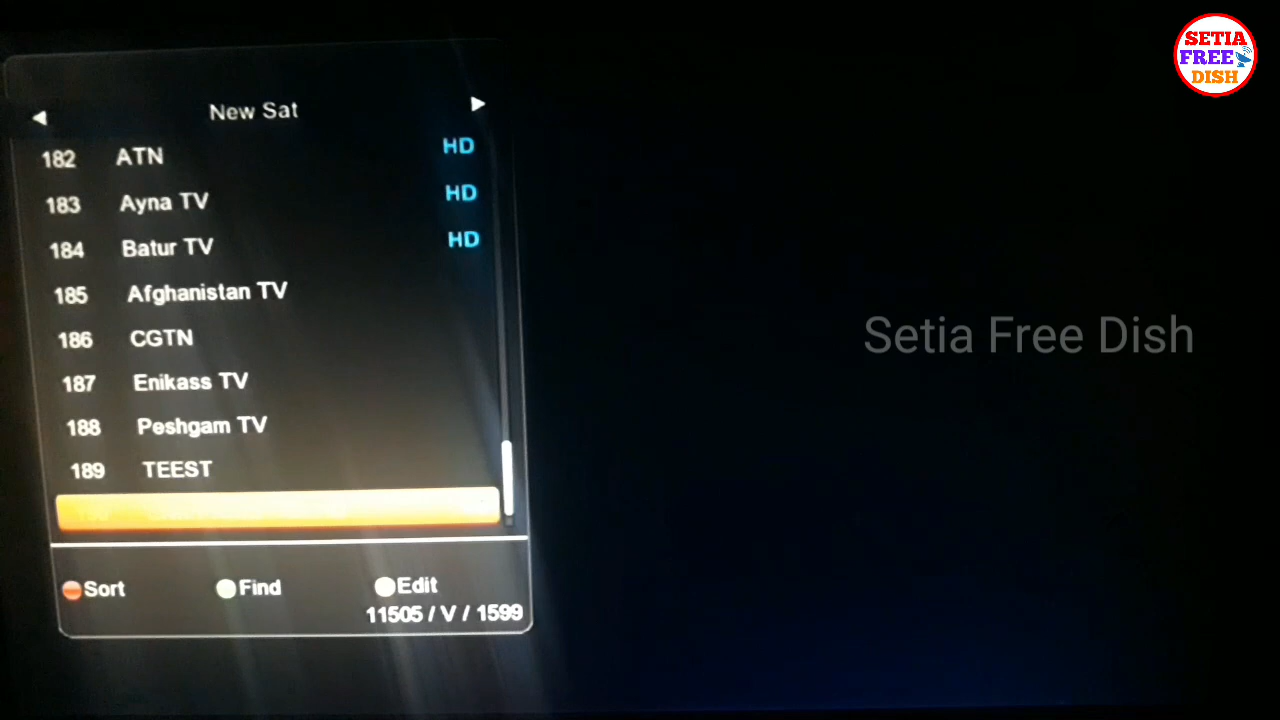 SETIA
FREE
DISH
New Sat
182 ATN HD
183 Ayna TV HD
184 Batur TV HD
185 Afghanistan TV
186 CGTN
187 Enikass TV
188 Peshgam TV
189 TEEST
Sort Find Edit
11505 / V / 1599
Setia Free Dish